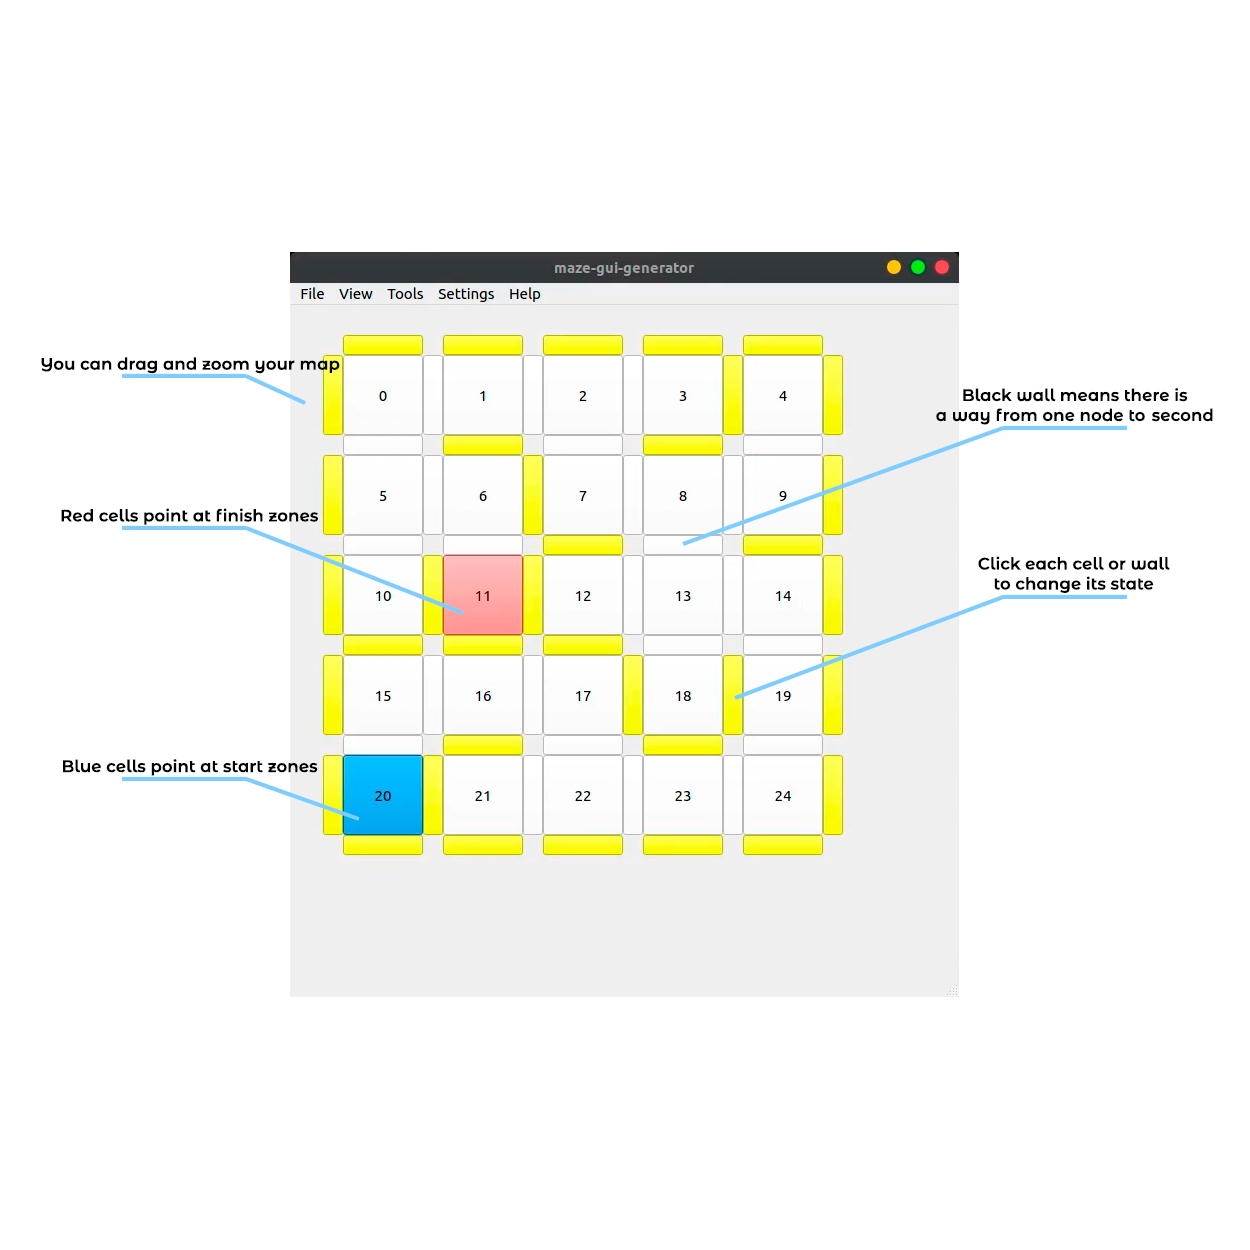 maze-gui-generator
File View Tools Settings Help
You can drag and zoom your map
0 1 2 3 4
Black wall means there is
a way from one node to second
5 6 7 8 9
Red cells point at finish zones
Click each cell or wall
to change its state
10 11 12 13 14
15 16 17 18 19
Blue cells point at start zones
20 21 22 23 24